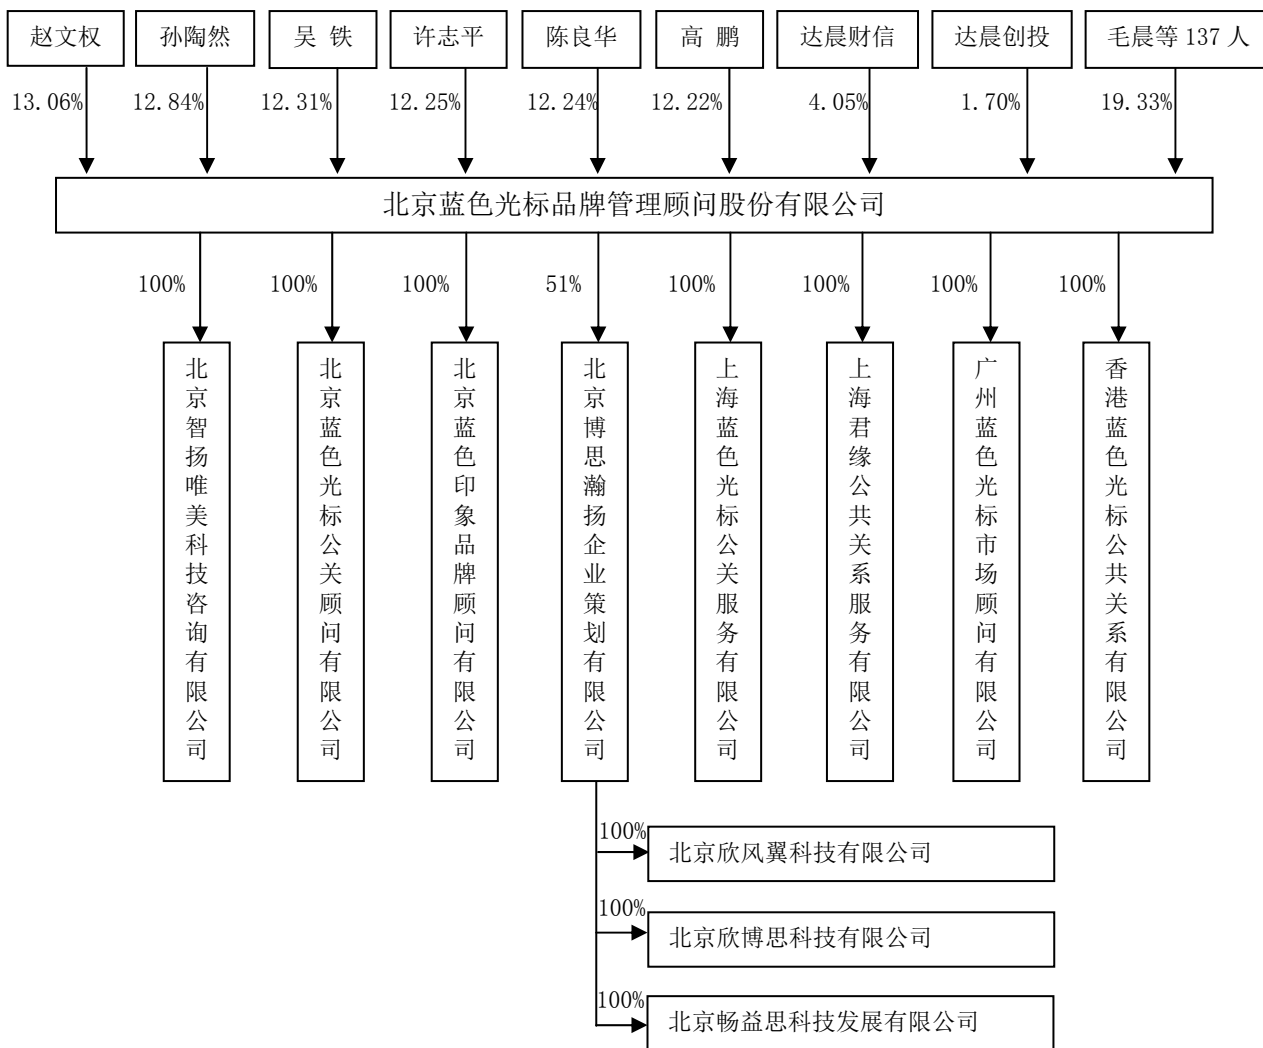 赵文权
孙陶然
吴 铁
许志平
陈良华
高 鹏
达晨财信
达晨创投
毛晨等 137 人
13.06%
12.84%
12.31%
12.25%
12.24%
12.22%
4.05%
1.70%
19.33%
北京蓝色光标品牌管理顾问股份有限公司
100%
100%
100%
51%
100%
100%
100%
100%
北京智扬唯美科技咨询有限公司
北京蓝色光标公关顾问有限公司
北京蓝色印象品牌顾问有限公司
北京博思瀚扬企业策划有限公司
上海蓝色光标公关服务有限公司
上海君缘公共关系服务有限公司
广州蓝色光标市场顾问有限公司
香港蓝色光标公共关系有限公司
100%
北京欣风翼科技有限公司
100%
北京欣博思科技有限公司
100%
北京畅益思科技发展有限公司